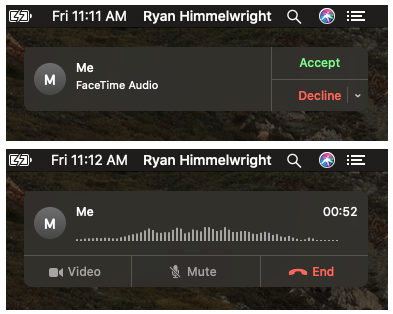 Fri 11:11 AM Ryan Himmelwright
Me
M
FaceTime Audio
Accept
Decline
Fri 11:12 AM Ryan Himmelwright
Me
00:52
M
Video
Mute
End